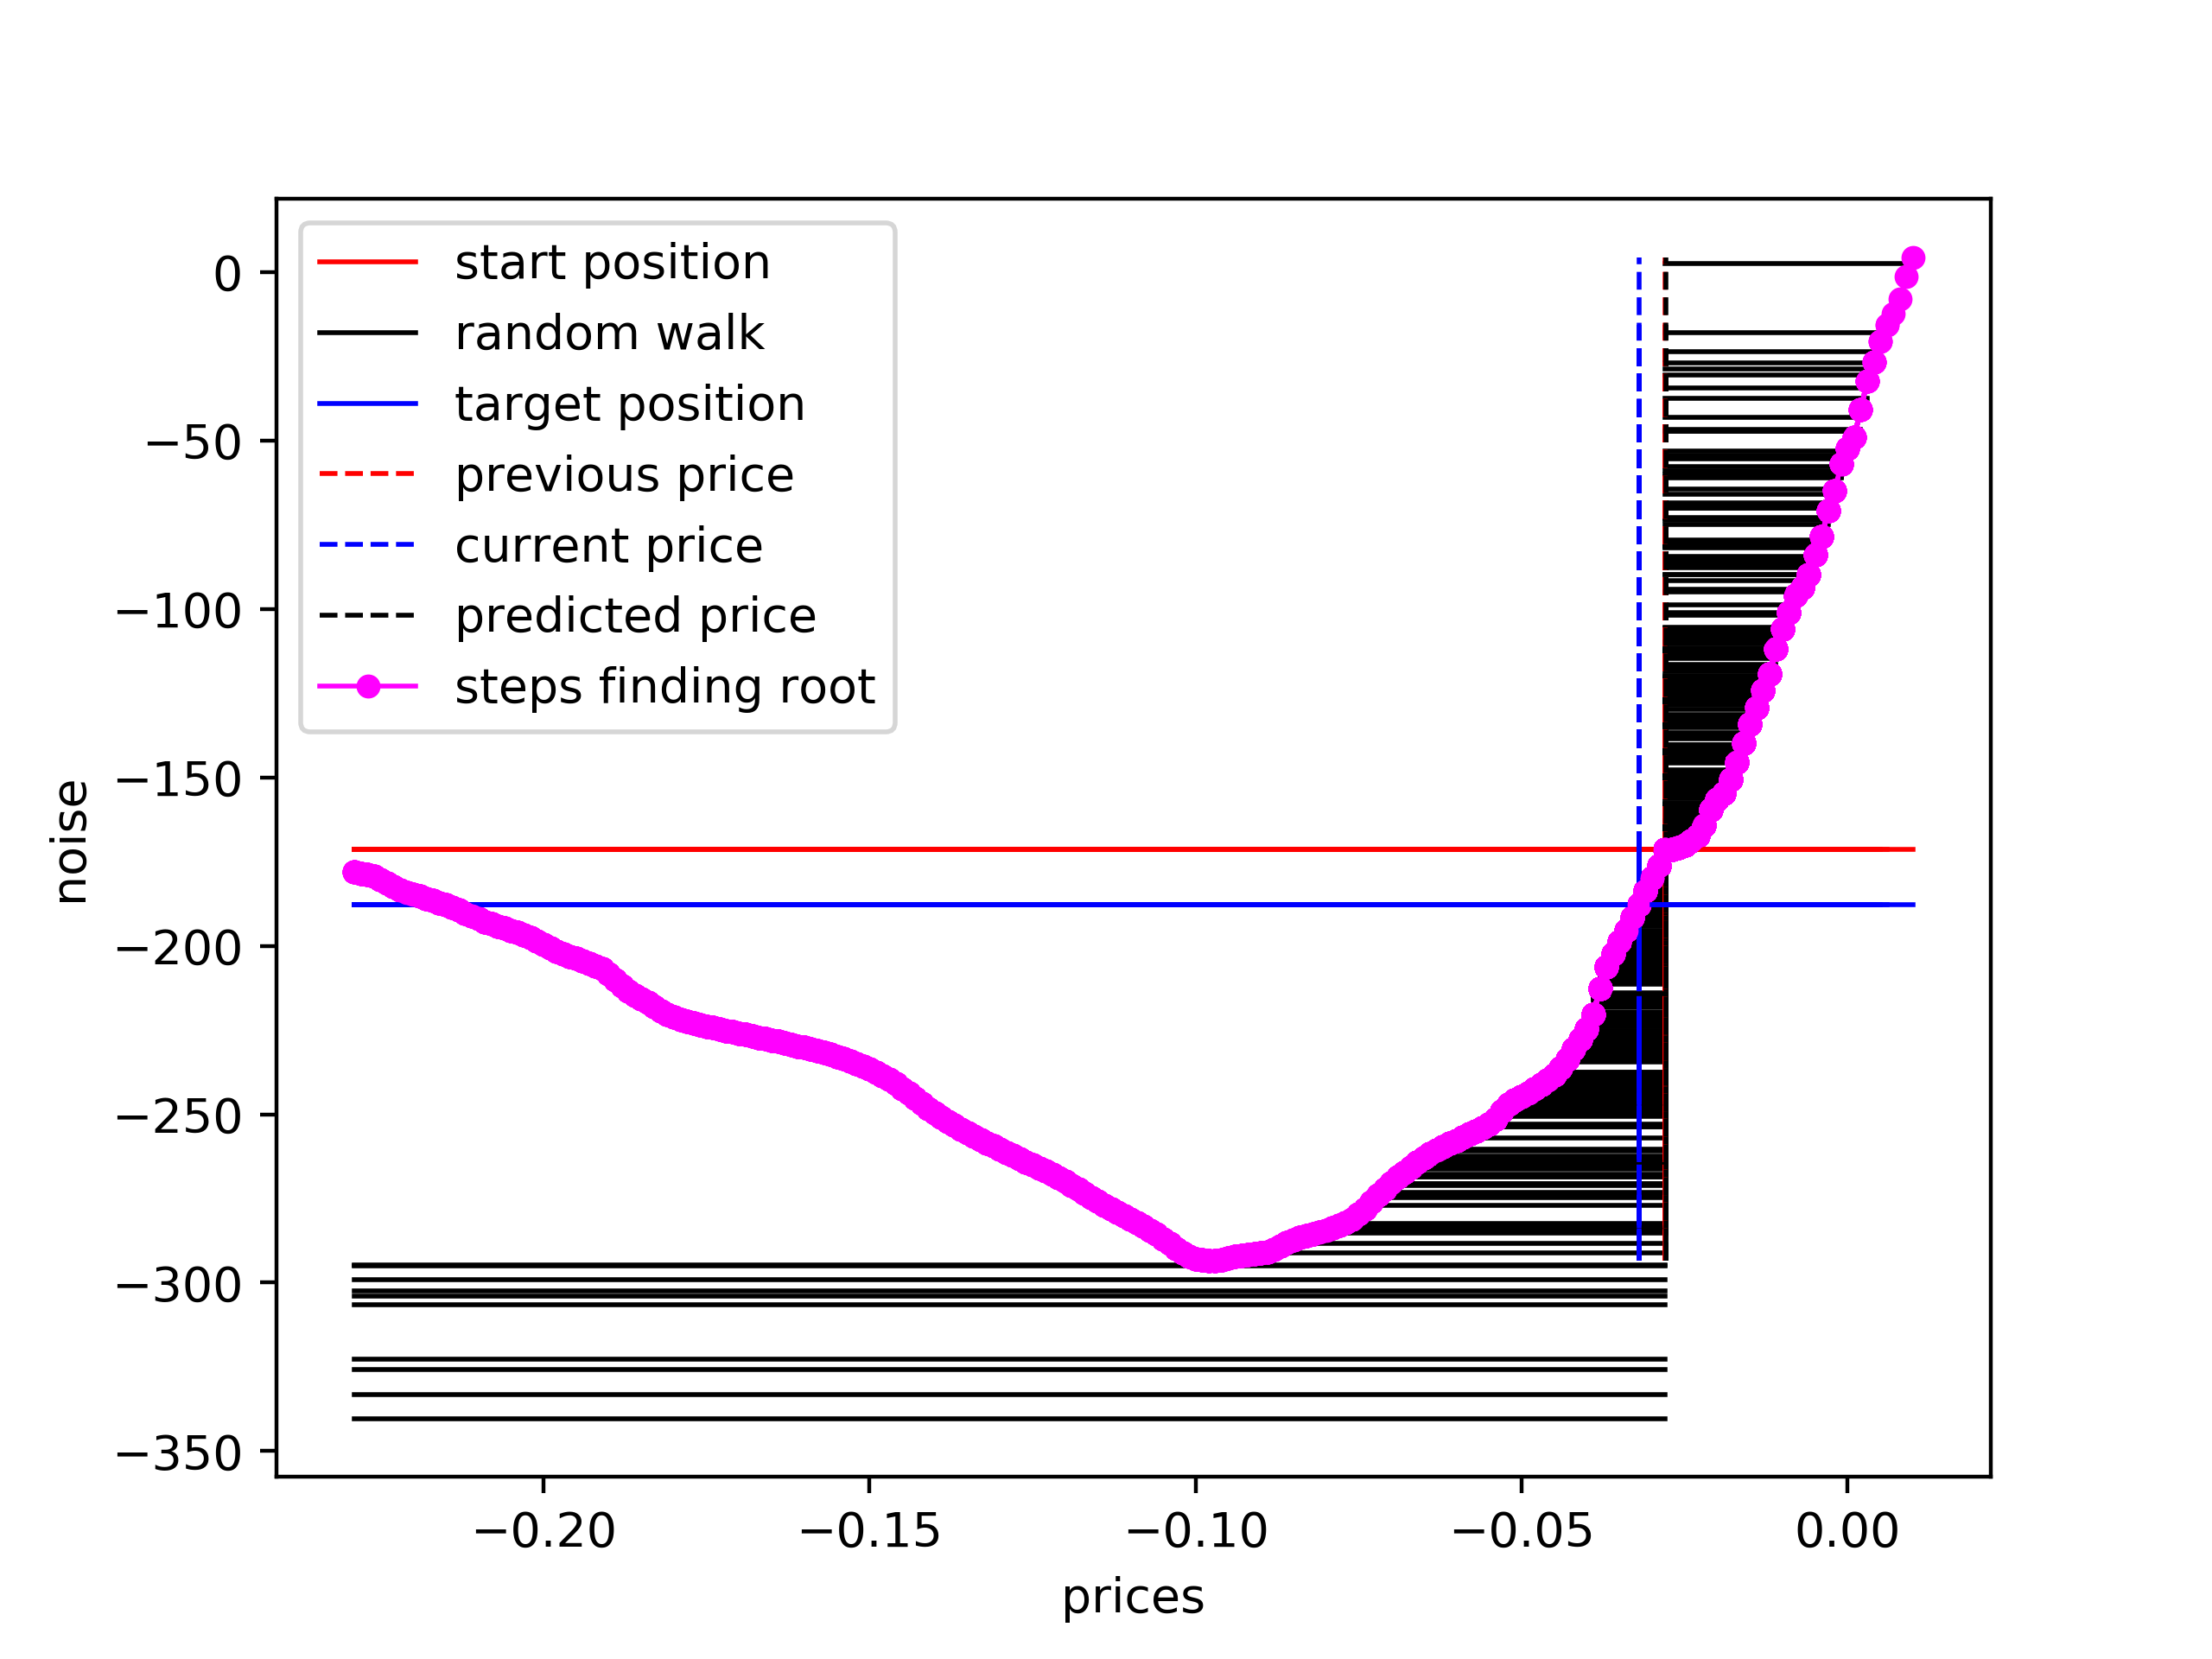 start position
random walk
target position
previous price
current price
predicted price
steps finding root
0
−50
−100
−150
−200
−250
−300
−350
noise
−0.20 −0.15 −0.10 −0.05 0.00
prices